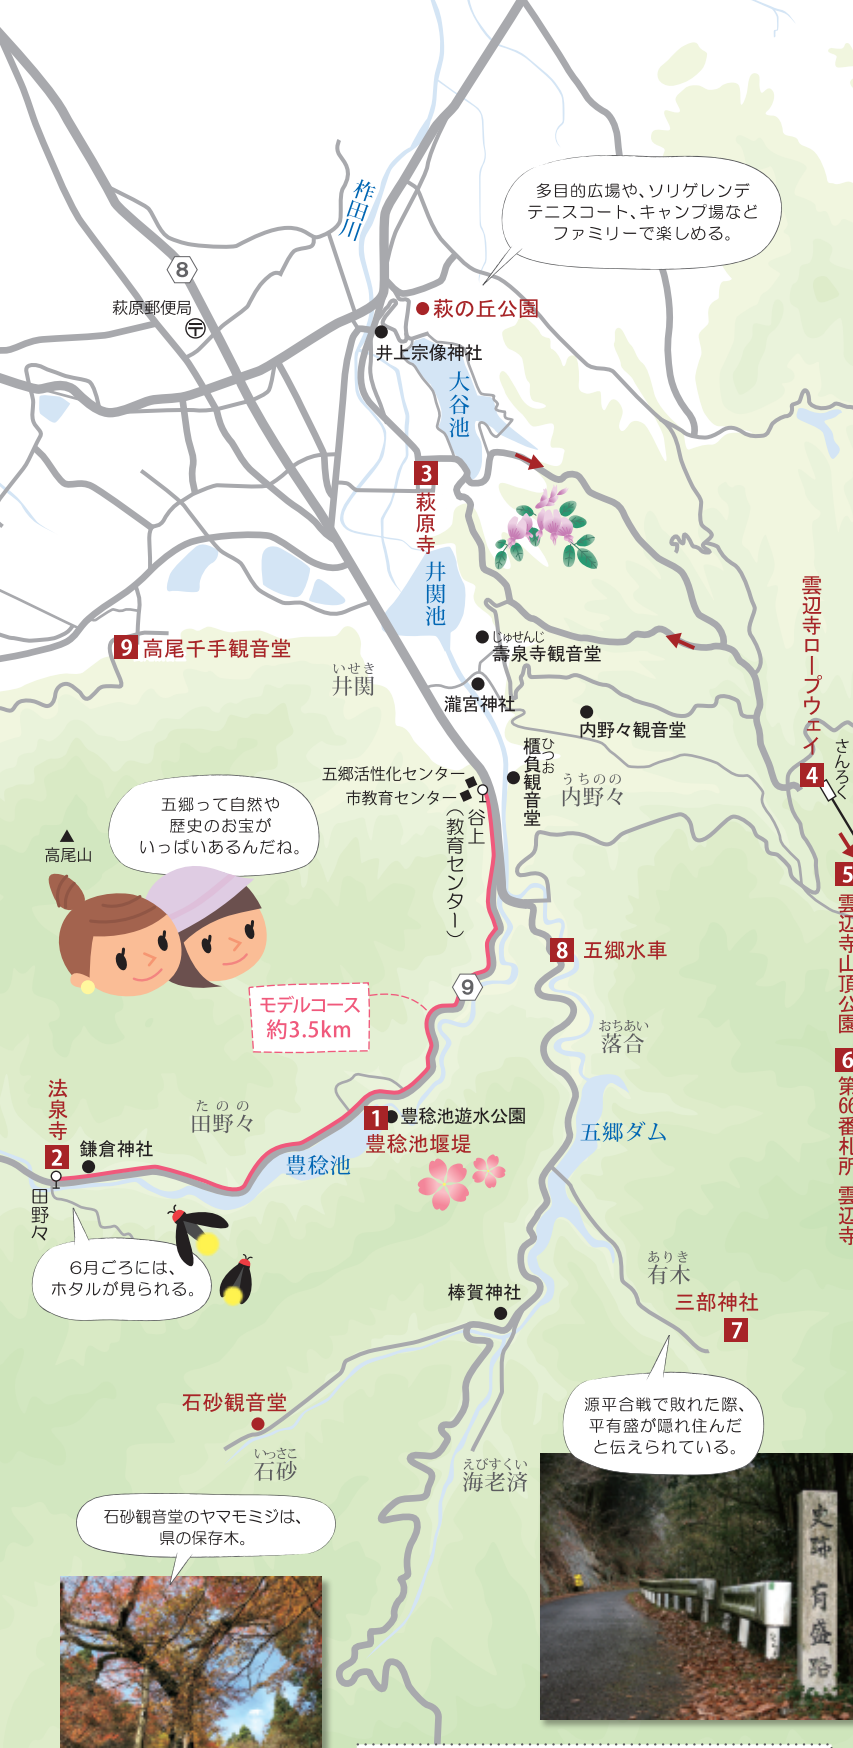 多目的広場や、ソリゲレンデ
テニスコート、キャンプ場など
ファミリーで楽しめる。
柞田川
8
萩原郵便局
萩の丘公園
井上宗像神社
大谷池
3
萩原寺
井関池
雲辺寺ロープウェイ
9 高尾千手観音堂
じゅせんじ
壽泉寺観音堂
いせき
井関
瀧宮神社
内野々観音堂
ひつお
櫃負観音堂
さんろく
4
五郷活性化センター
市教育センター
うちのの
内野々
谷上
(教育センター)
五郷って自然や
歴史のお宝が
いっぱいあるんだね。
高尾山
5
雲辺寺山頂公園
8 五郷水車
9
モデルコース
約3.5km
おちあい
落合
6
第66番札所 雲辺寺
法泉寺
たのの
田野々
1
豊稔池遊水公園
豊稔池堰堤
五郷ダム
2
鎌倉神社
豊稔池
田野々
6月ごろには、
ホタルが見られる。
ありき
有木
棒賀神社
三部神社
7
石砂観音堂
源平合戦で敗れた際、
平有盛が隠れ住んだ
と伝えられている。
いっさこ
石砂
えびすくい
海老済
石砂観音堂のヤマモミジは、
県の保存木。
史跡 有盛路